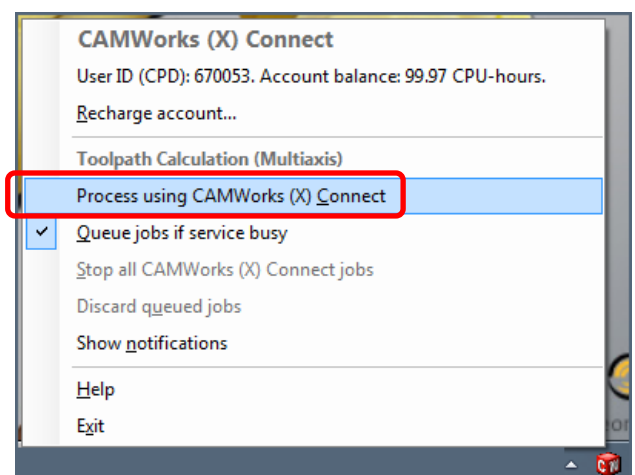 CAMWorks (X) Connect
User ID (CPD): 670053. Account balance: 99.97 CPU-hours.
Recharge account...
Toolpath Calculation (Multiaxis)
Process using CAMWorks (X) Connect
Queue jobs if service busy
Stop all CAMWorks (X) Connect jobs
Discard queued jobs
Show notifications
Help
Exit